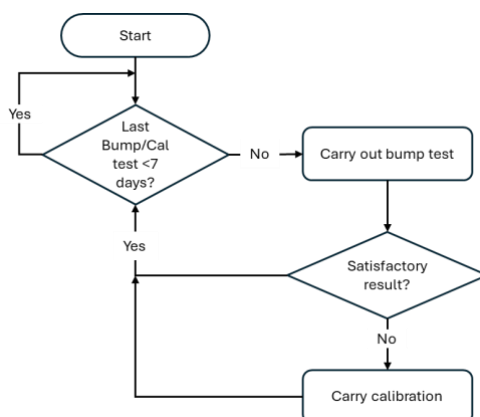 Start
Yes
Last
Bump/Cal
test <7
days?
No
Carry out bump test
Yes
Satisfactory
result?
No
Carry calibration